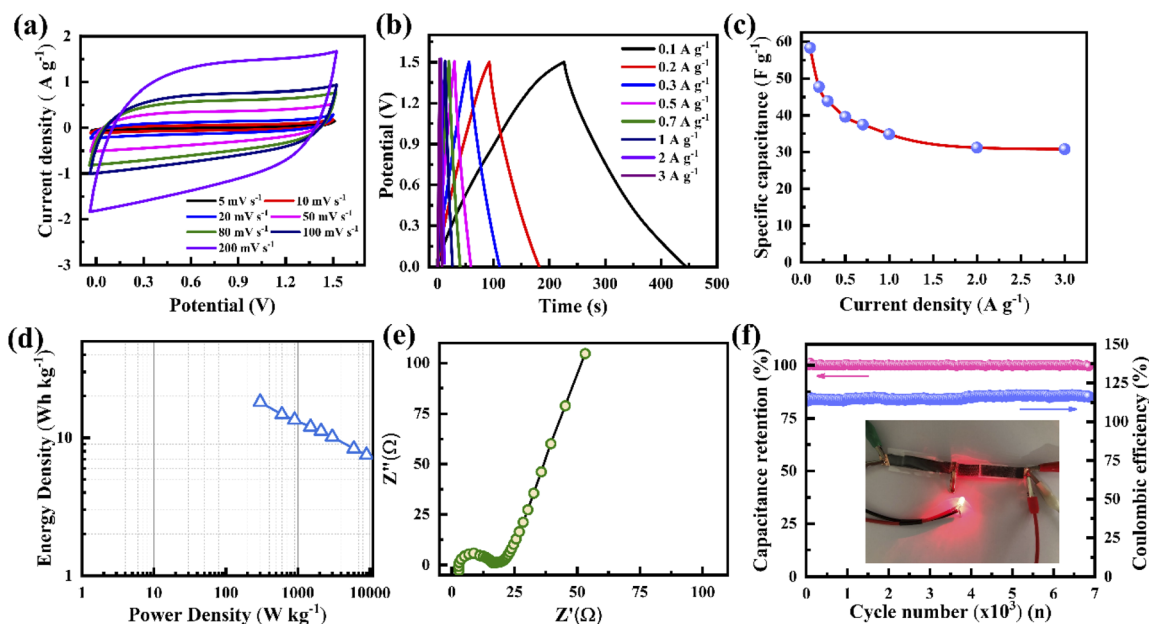 (a)
Current density( A g⁻¹)
2
1
0
-1
-2
-3
5 mV s⁻¹ 10 mV s⁻¹
20 mV s⁻¹ 50 mV s⁻¹
80 mV s⁻¹ 100 mV s⁻¹
200 mV s⁻¹
0.0 0.3 0.6 0.9 1.2 1.5
Potential (V)
(b)
Potential (V)
1.8
1.5
1.2
0.9
0.6
0.3
0.0
0.1 A g⁻¹
0.2 A g⁻¹
0.3 A g⁻¹
0.5 A g⁻¹
0.7 A g⁻¹
1 A g⁻¹
2 A g⁻¹
3 A g⁻¹
0 100 200 300 400 500
Time (s)
(c)
Specific capacitance (F g⁻¹)
60
50
40
30
20
10
0
0.0 0.5 1.0 1.5 2.0 2.5 3.0
Current density (A g⁻¹)
(d)
Energy Density (Wh kg⁻¹)
10
1
1 10 100 1000 10000
Power Density (W kg⁻¹)
(e)
Z''(Ω)
100
75
50
25
0
0 25 50 75 100
Z'(Ω)
(f)
Capacitance retention (%)
100
75
50
25
0
150
125
100
75
50
25
0
Coulombic efficiency (%)
0 1 2 3 4 5 6 7
Cycle number (x10³) (n)